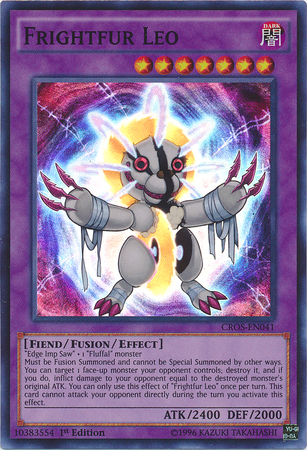 Frightfur Leo
DARK
闇
CROS-EN041
[FIEND/FUSION/EFFECT]
"Edge Imp Saw" + 1 "Fluffal" monster
Must be Fusion Summoned and cannot be Special Summoned by other ways.
You can target 1 face-up monster your opponent controls; destroy it, and if
you do, inflict damage to your opponent equal to the destroyed monster's
original ATK. You can only use this effect of "Frightfur Leo" once per turn. This
card cannot attack your opponent directly during the turn you activate this
effect.
ATK/2400 DEF/2000
10383554 1st Edition ©1996 KAZUKI TAKAHASHI